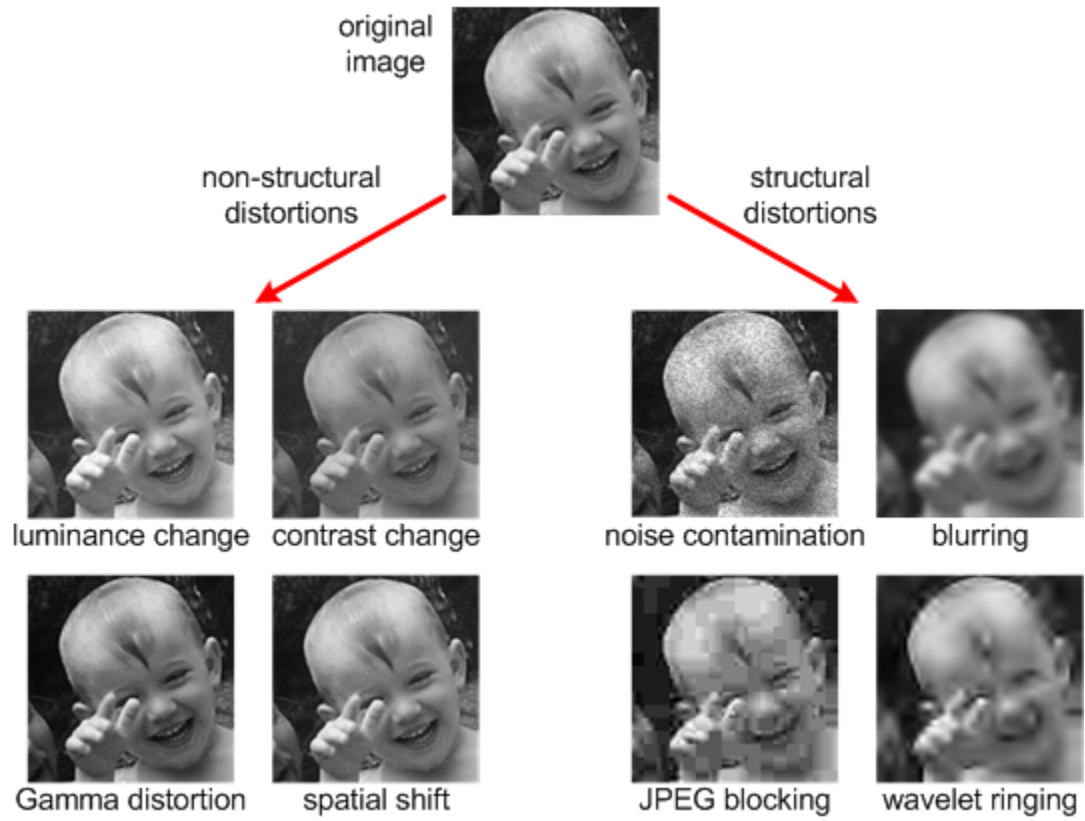 original
image
non-structural
distortions
structural
distortions
luminance change
contrast change
noise contamination
blurring
Gamma distortion
spatial shift
JPEG blocking
wavelet ringing